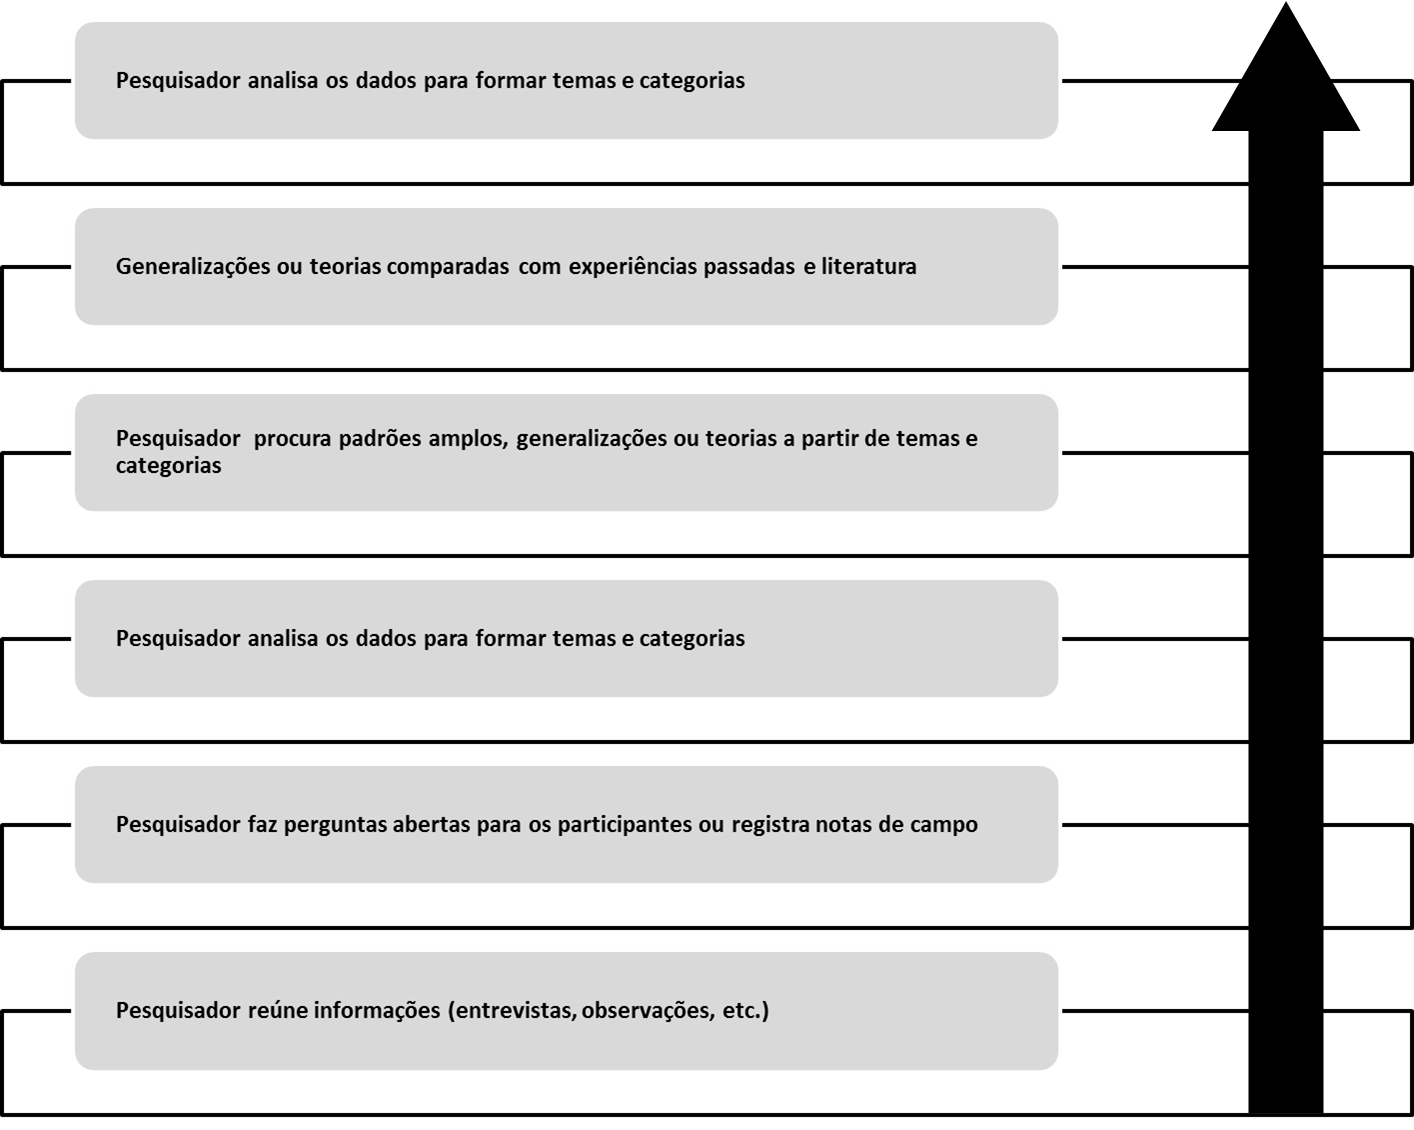 Pesquisador analisa os dados para formar temas e categorias
Generalizações ou teorias comparadas com experiências passadas e literatura
Pesquisador procura padrões amplos, generalizações ou teorias a partir de temas e
categorias
Pesquisador analisa os dados para formar temas e categorias
Pesquisador faz perguntas abertas para os participantes ou registra notas de campo
Pesquisador reúne informações (entrevistas, observações, etc.)